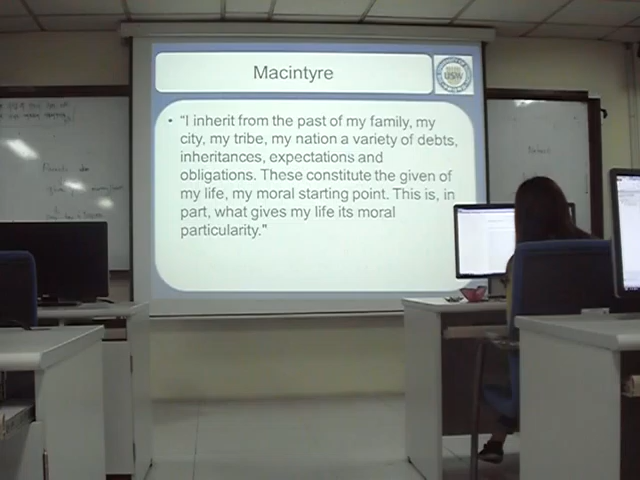 Macintyre
USW
• "I inherit from the past of my family, my
city, my tribe, my nation a variety of debts,
inheritances, expectations and
obligations. These constitute the given of
my life, my moral starting point. This is, in
part, what gives my life its moral
particularity."